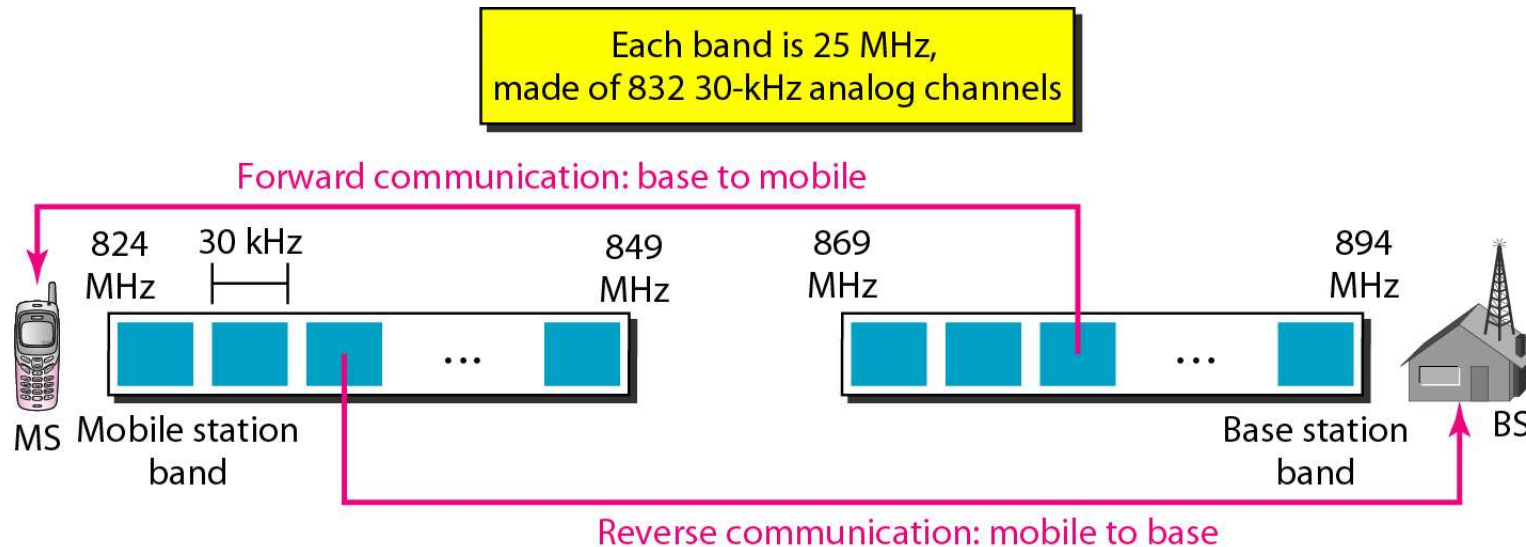 Each band is 25 MHz,
made of 832 30-kHz analog channels
Forward communication: base to mobile
824
MHz
30 kHz
849
MHz
869
MHz
894
MHz
...
...
MS
Mobile station
band
Base station
band
BS
Reverse communication: mobile to base